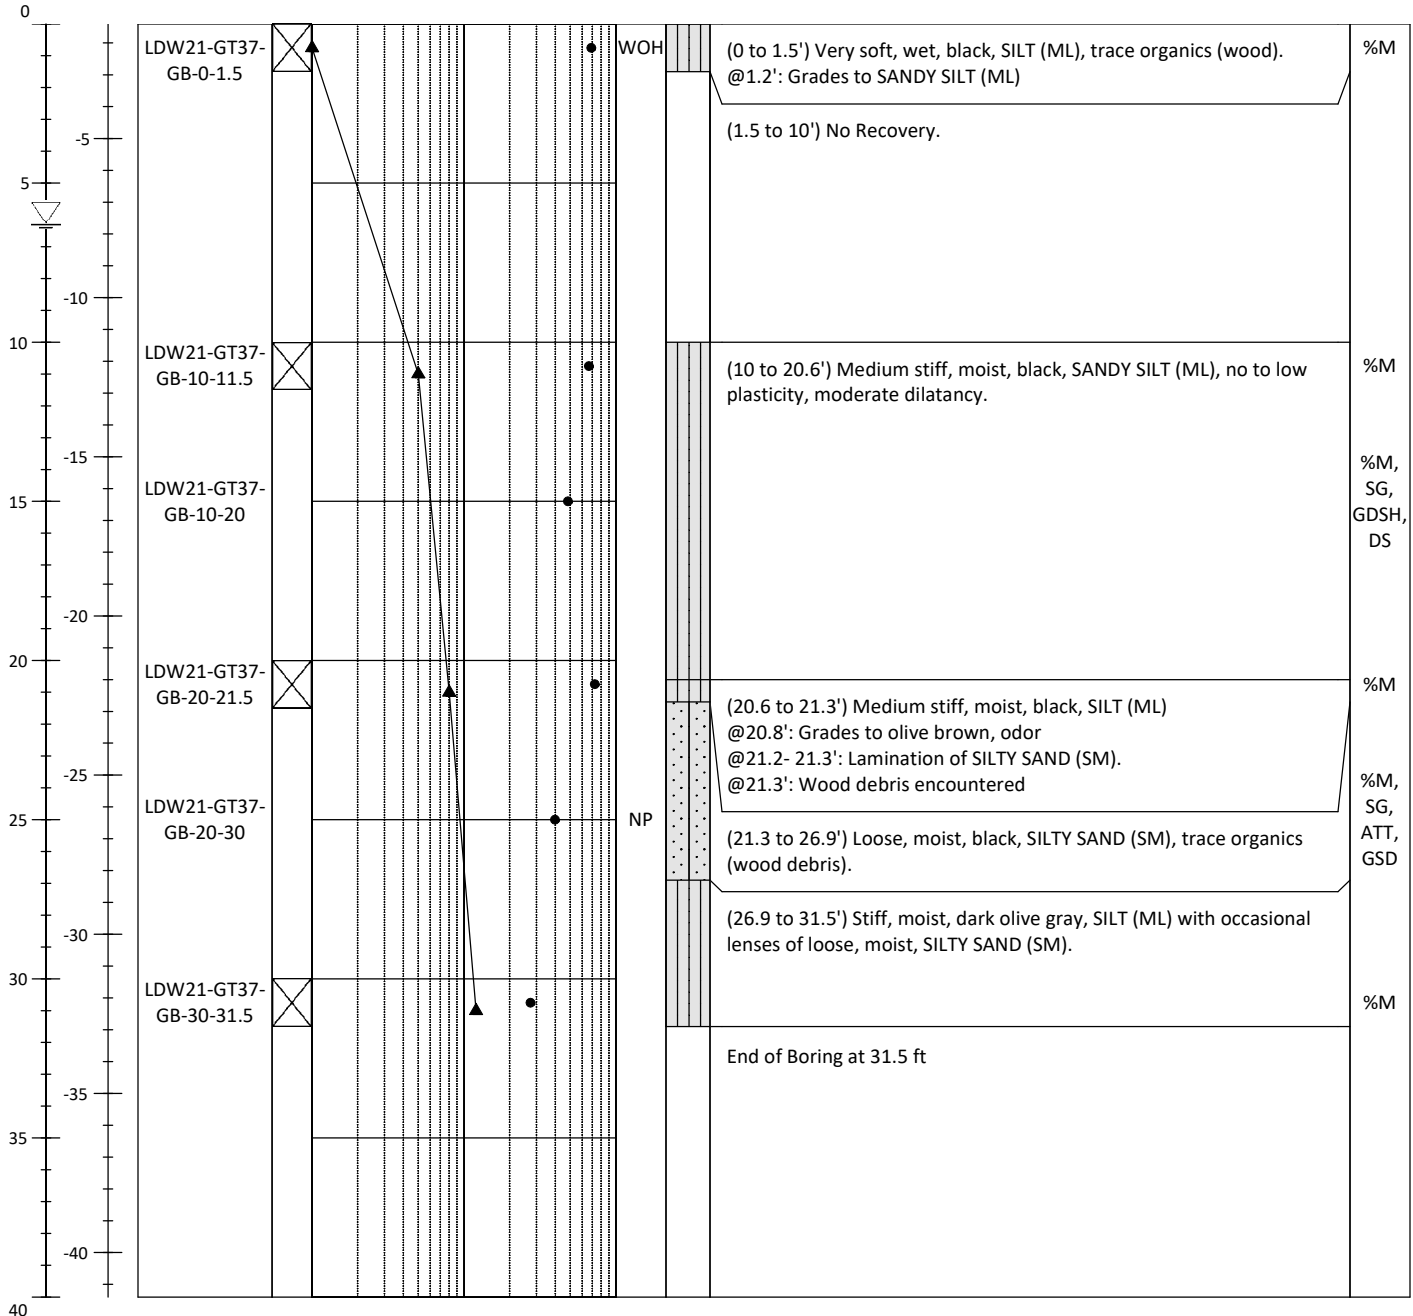 0
LDW21-GT37-
GB-0-1.5
WOH
(0 to 1.5') Very soft, wet, black, SILT (ML), trace organics (wood).
@1.2': Grades to SANDY SILT (ML)
%M
(1.5 to 10') No Recovery.
-5
5
-10
10
LDW21-GT37-
GB-10-11.5
(10 to 20.6') Medium stiff, moist, black, SANDY SILT (ML), no to low
plasticity, moderate dilatancy.
%M
-15
15
LDW21-GT37-
GB-10-20
%M,
SG,
GDSH,
DS
-20
20
LDW21-GT37-
GB-20-21.5
%M
(20.6 to 21.3') Medium stiff, moist, black, SILT (ML)
@20.8': Grades to olive brown, odor
@21.2- 21.3': Lamination of SILTY SAND (SM).
@21.3': Wood debris encountered
-25
25
LDW21-GT37-
GB-20-30
NP
%M,
SG,
ATT,
GSD
(21.3 to 26.9') Loose, moist, black, SILTY SAND (SM), trace organics
(wood debris).
(26.9 to 31.5') Stiff, moist, dark olive gray, SILT (ML) with occasional
lenses of loose, moist, SILTY SAND (SM).
-30
30
LDW21-GT37-
GB-30-31.5
%M
End of Boring at 31.5 ft
-35
35
-40
40